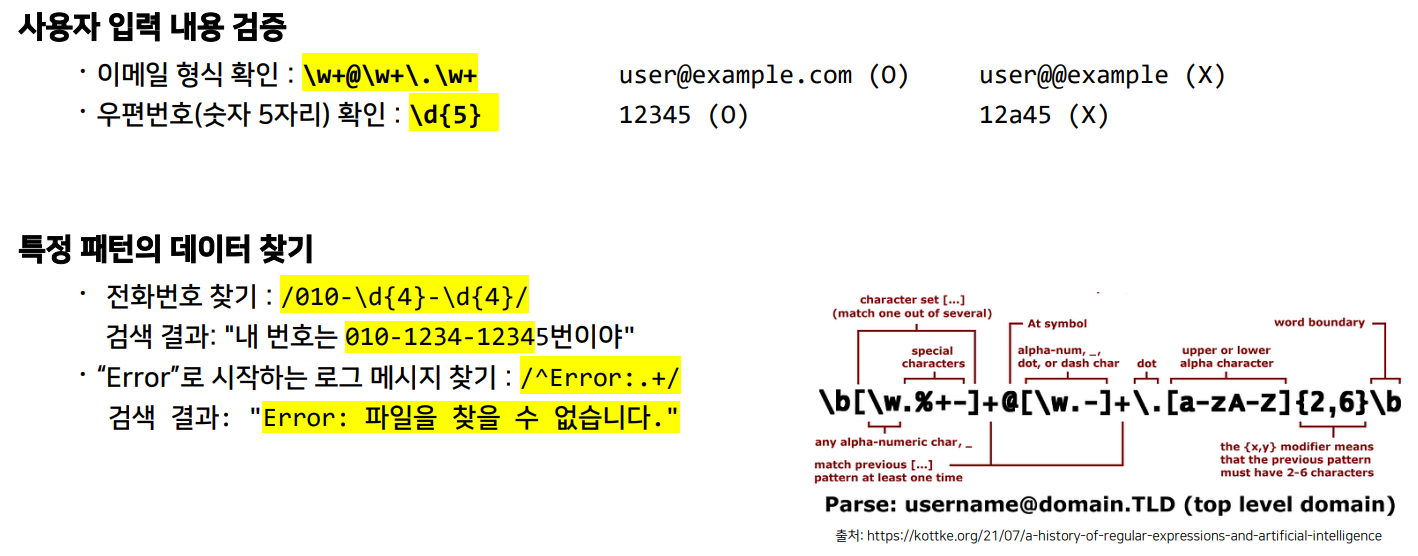 사용자 입력 내용 검증
· 이메일 형식 확인 : \w+@\w+\.\w+ user@example.com (O) user@@example (X)
· 우편번호(숫자 5자리) 확인 : \d{5} 12345 (O) 12a45 (X)
특정 패턴의 데이터 찾기
· 전화번호 찾기 : /010-\d{4}-\d{4}/
검색 결과: "내 번호는 010-1234-12345번이야"
· “Error”로 시작하는 로그 메시지 찾기 : /^Error:.+/
검색 결과: "Error: 파일을 찾을 수 없습니다."
character set [...]
(match one out of several)
At symbol
word boundary
special
characters
alpha-num, _,
dot, or dash char
dot
upper or lower
alpha character
\b[\w.%+-]+@[\w.-]+\.[a-zA-Z]{2,6}\b
any alpha-numeric char, _
match previous [...]
pattern at least one time
the {x,y} modifier means
that the previous pattern
must have 2-6 characters
Parse: username@domain.TLD (top level domain)
출처: https://kottke.org/21/07/a-history-of-regular-expressions-and-artificial-intelligence